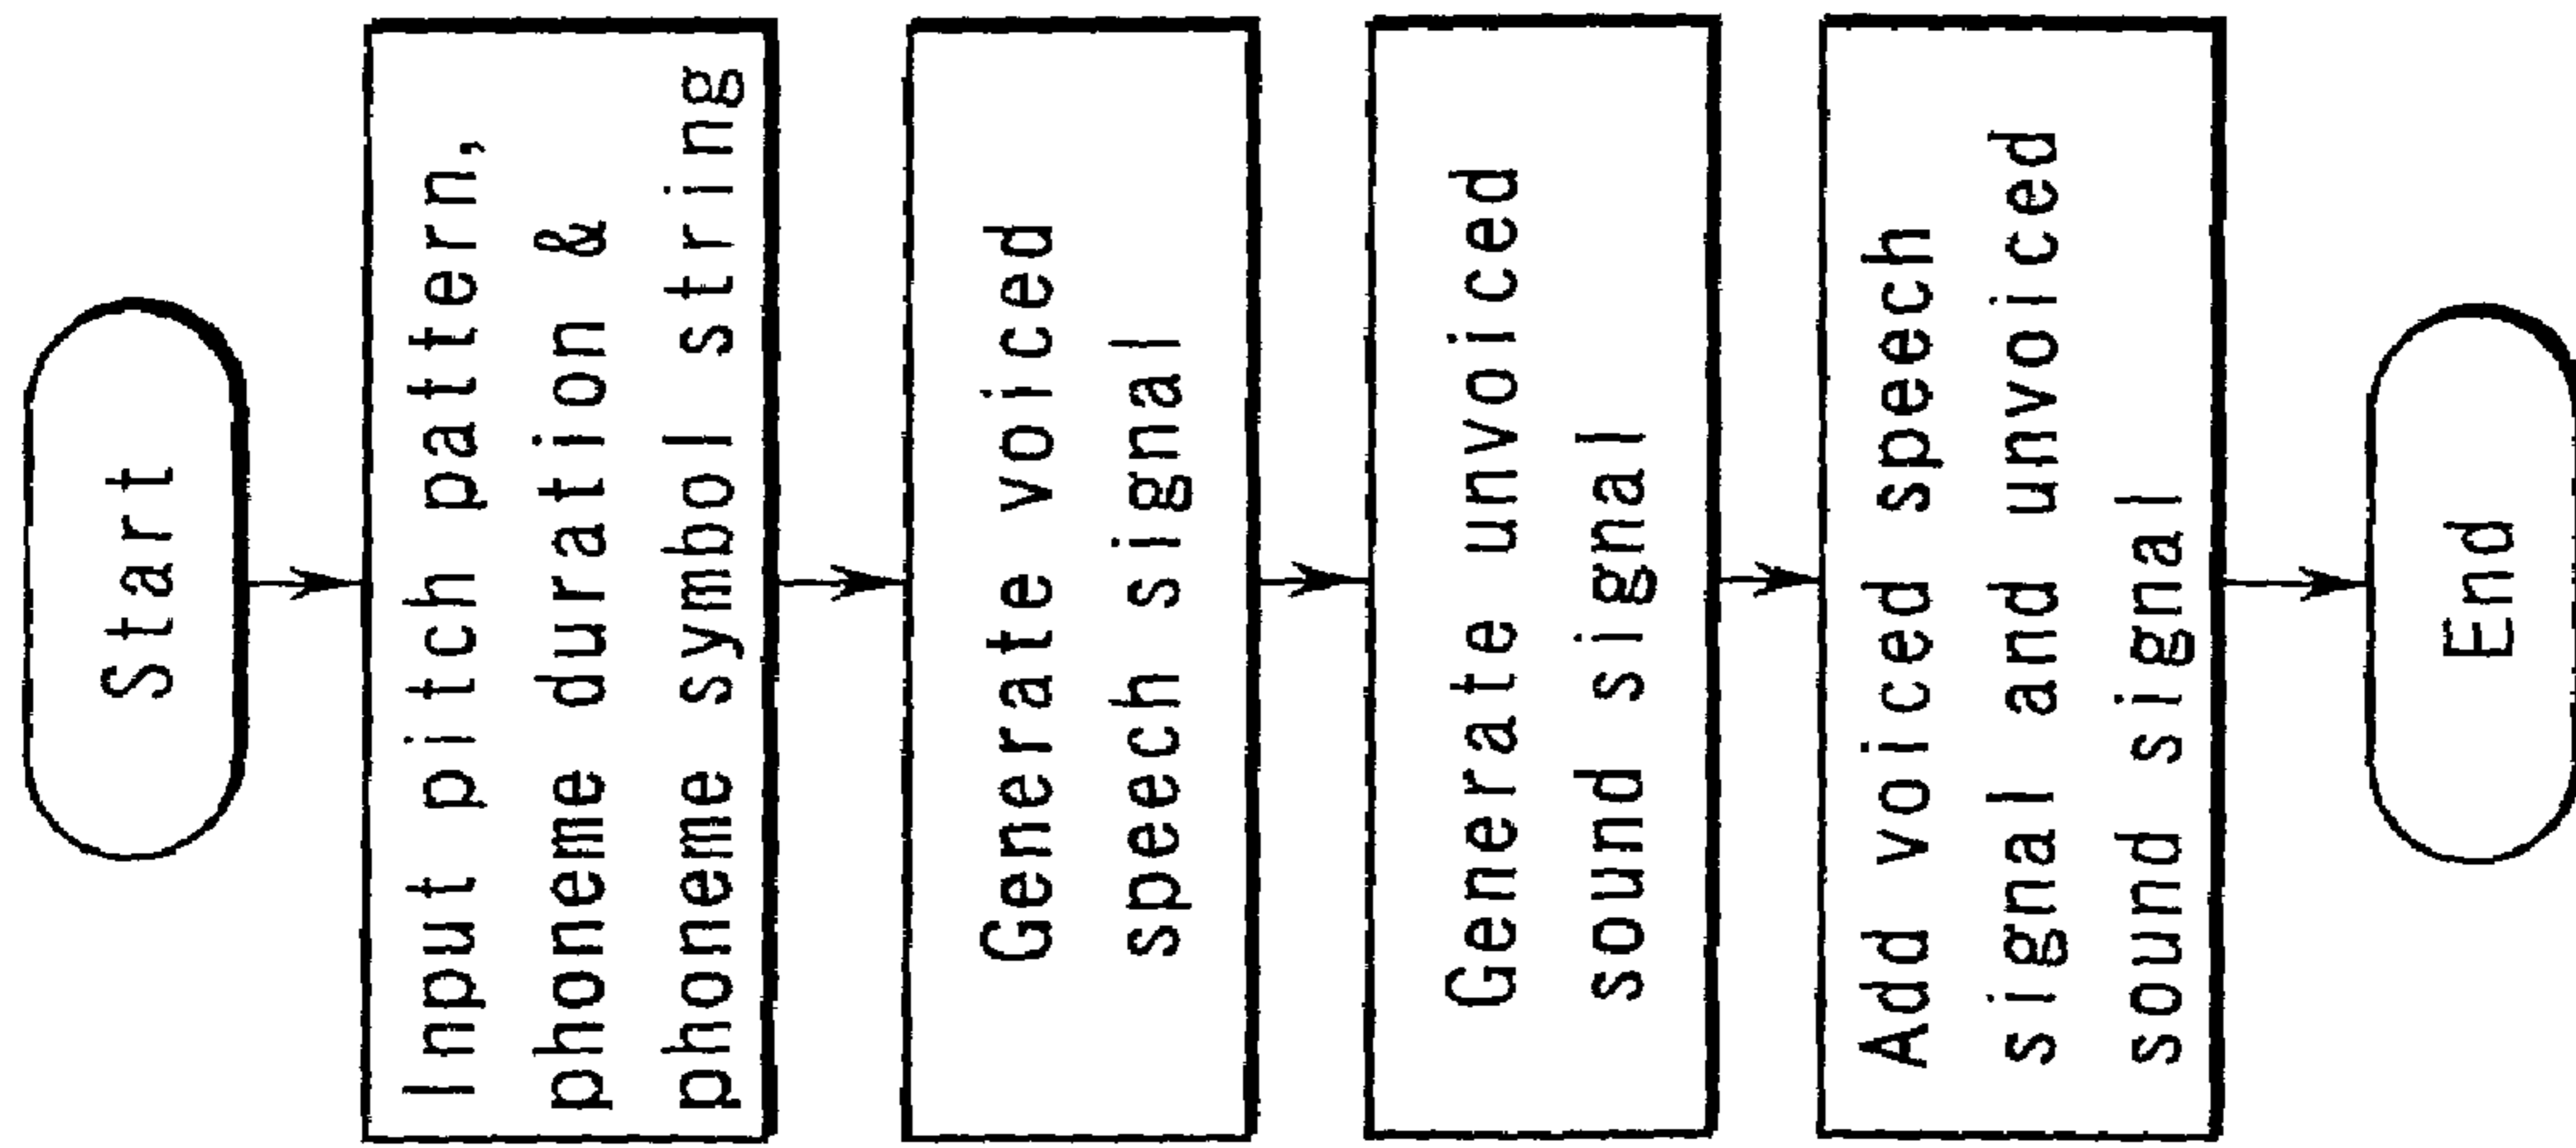 Start
Input pitch pattern,
phoneme duration &
phoneme symbol string
Generate voiced
speech signal
Generate unvoiced
sound signal
Add voiced speech
signal and unvoiced
sound signal
End